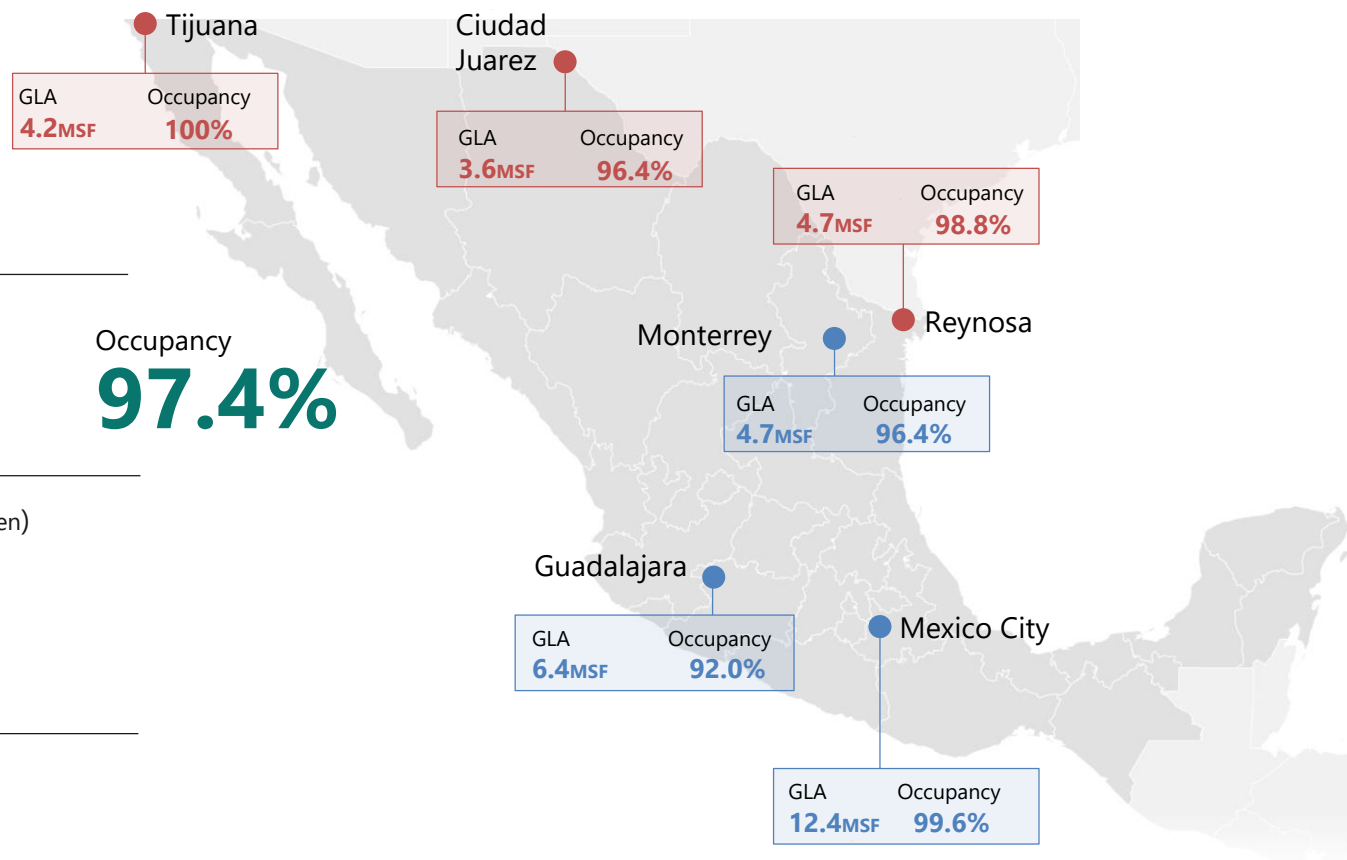 Tijuana
GLA Occupancy
4.2MSF 100%
Ciudad
Juarez
GLA Occupancy
3.6MSF 96.4%
GLA Occupancy
4.7MSF 98.8%
Reynosa
Occupancy
97.4%
Monterrey
GLA Occupancy
4.7MSF 96.4%
en)
Guadalajara
GLA Occupancy
6.4MSF 92.0%
Mexico City
GLA Occupancy
12.4MSF 99.6%